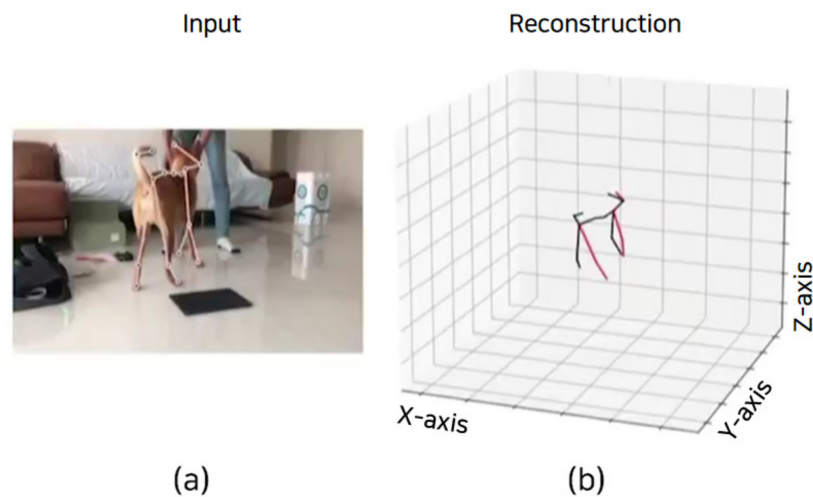 Input
Reconstruction
Z-axis
Y-axis
X-axis
(a)
(b)